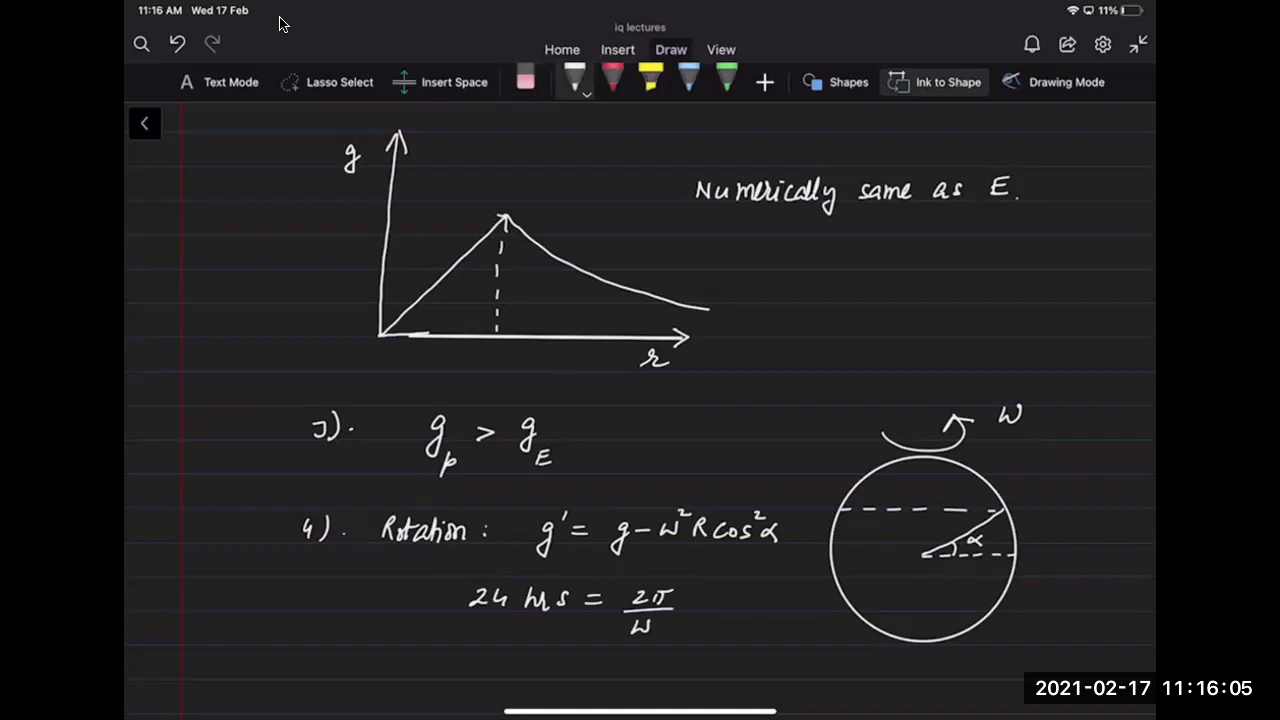 11:16 AM Wed 17 Feb
11%
iq lectures
Home Insert Draw View
Text Mode Lasso Select Insert Space Shapes Ink to Shape Drawing Mode
g
Numerically same as E.
r
3). g_p > g_E
ω
4). Rotation: g' = g - ω² R cos² α
α
24 hrs = 2π/ω
2021-02-17 11:16:05